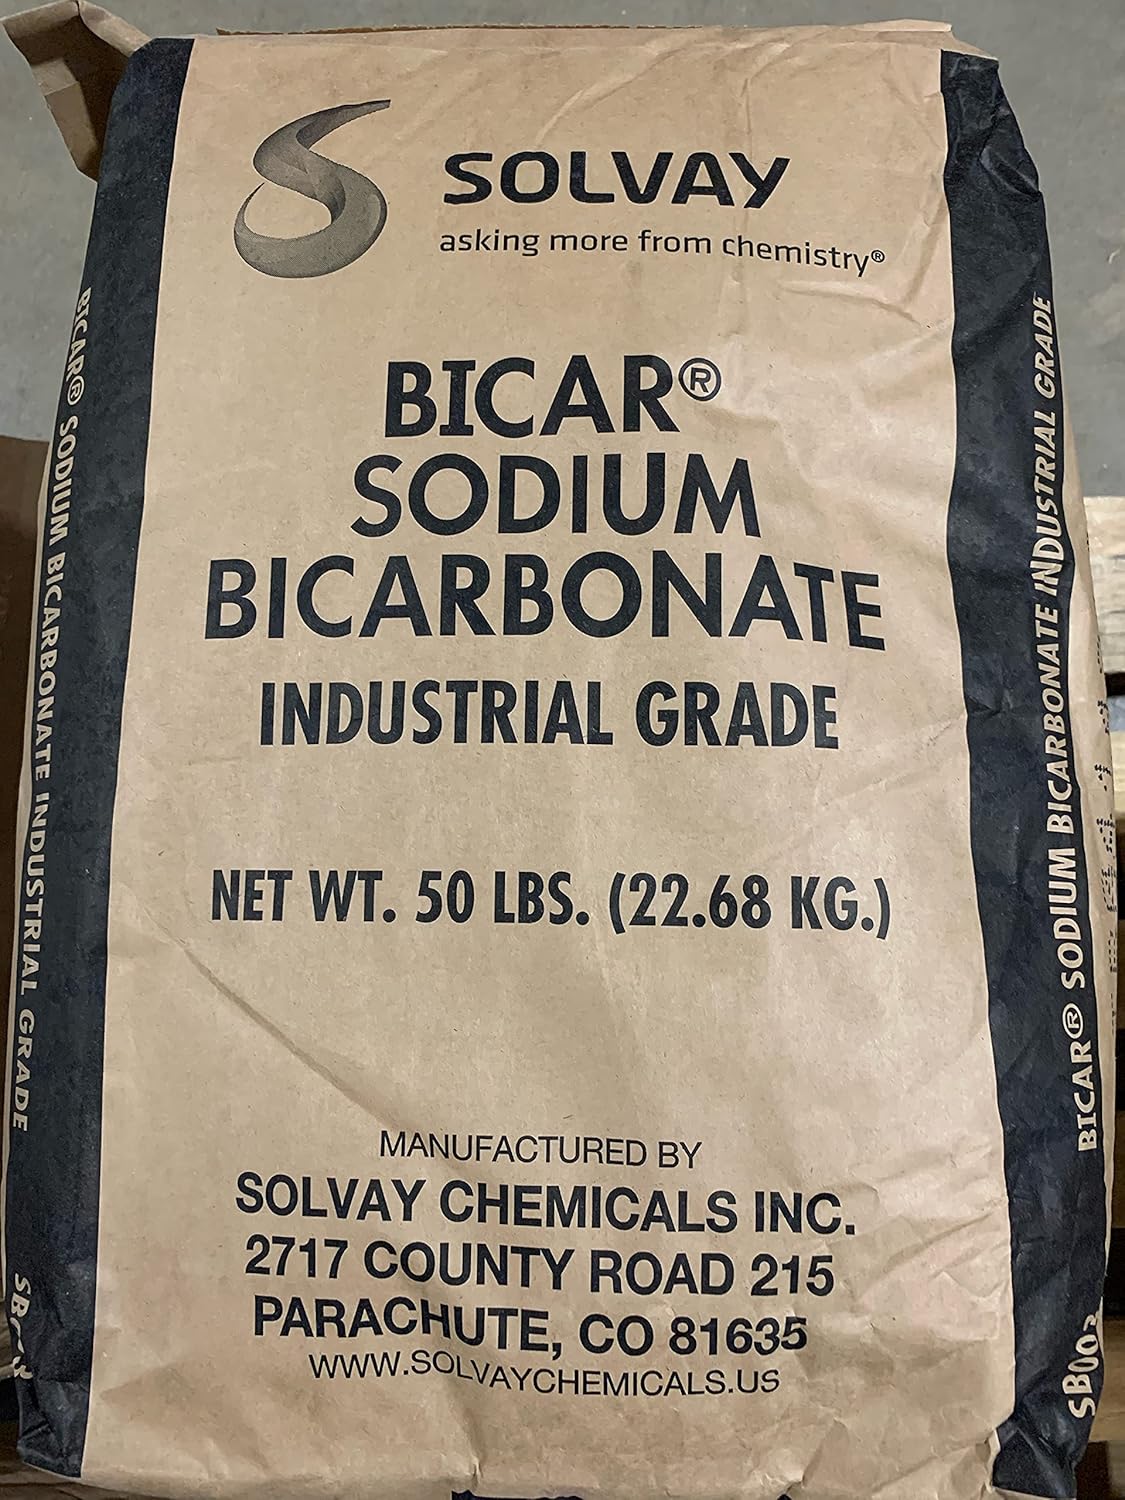 SOLVAY
asking more from chemistry®
BICAR®
SODIUM
BICARBONATE
INDUSTRIAL GRADE
NET WT. 50 LBS. (22.68 KG.)
MANUFACTURED BY
SOLVAY CHEMICALS INC.
2717 COUNTY ROAD 215
PARACHUTE, CO 81635
WWW.SOLVAYCHEMICALS.US
BICAR® SODIUM BICARBONATE INDUSTRIAL GRADE
BICAR® SODIUM BICARBONATE INDUSTRIAL GRADE